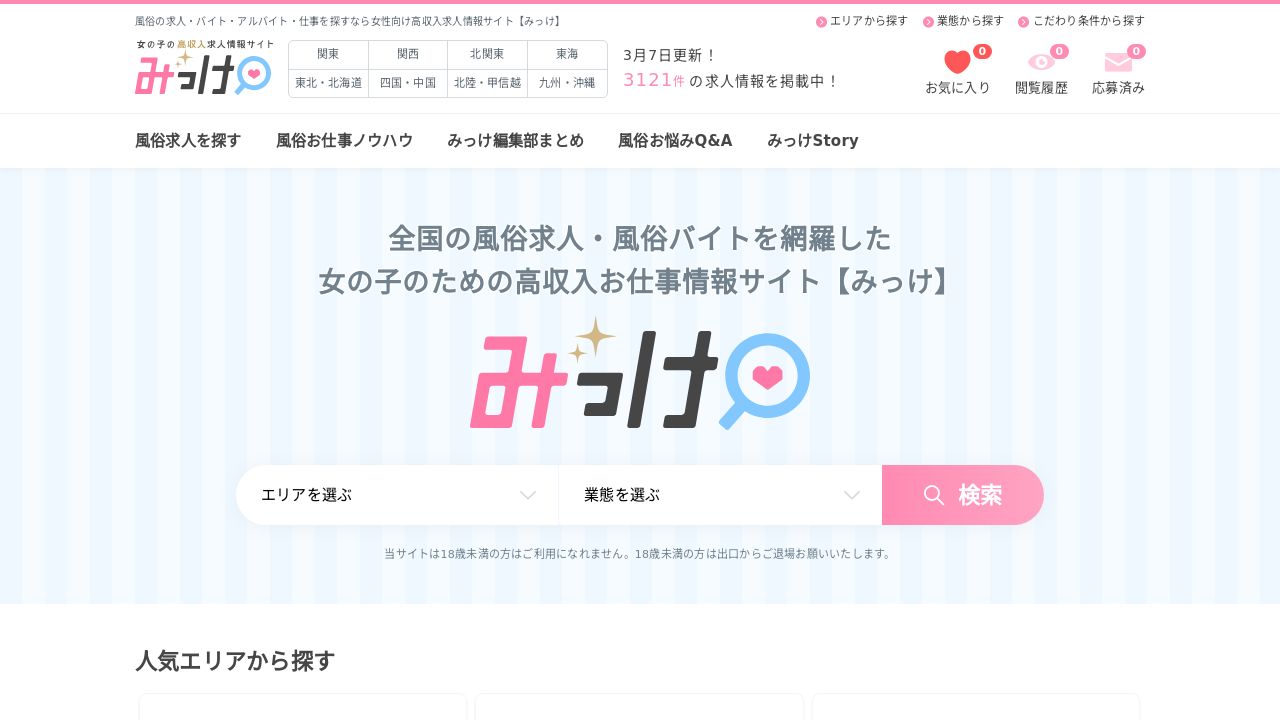 風俗の求人・バイト・アルバイト・仕事を探すなら女性向け高収入求人情報サイト【みっけ】
エリアから探す
業態から探す
こだわり条件から探す
女の子の高収入求人情報サイト
みっけ
関東
関西
北関東
東海
東北・北海道
四国・中国
北陸・甲信越
九州・沖縄
3月7日更新！
3121件 の求人情報を掲載中！
0
お気に入り
0
閲覧履歴
0
応募済み
風俗求人を探す
風俗お仕事ノウハウ
みっけ編集部まとめ
風俗お悩みQ&A
みっけStory
全国の風俗求人・風俗バイトを網羅した
女の子のための高収入お仕事情報サイト【みっけ】
みっけ
エリアを選ぶ
業態を選ぶ
検索
当サイトは18歳未満の方はご利用になれません。18歳未満の方は出口からご退場お願いいたします。
人気エリアから探す